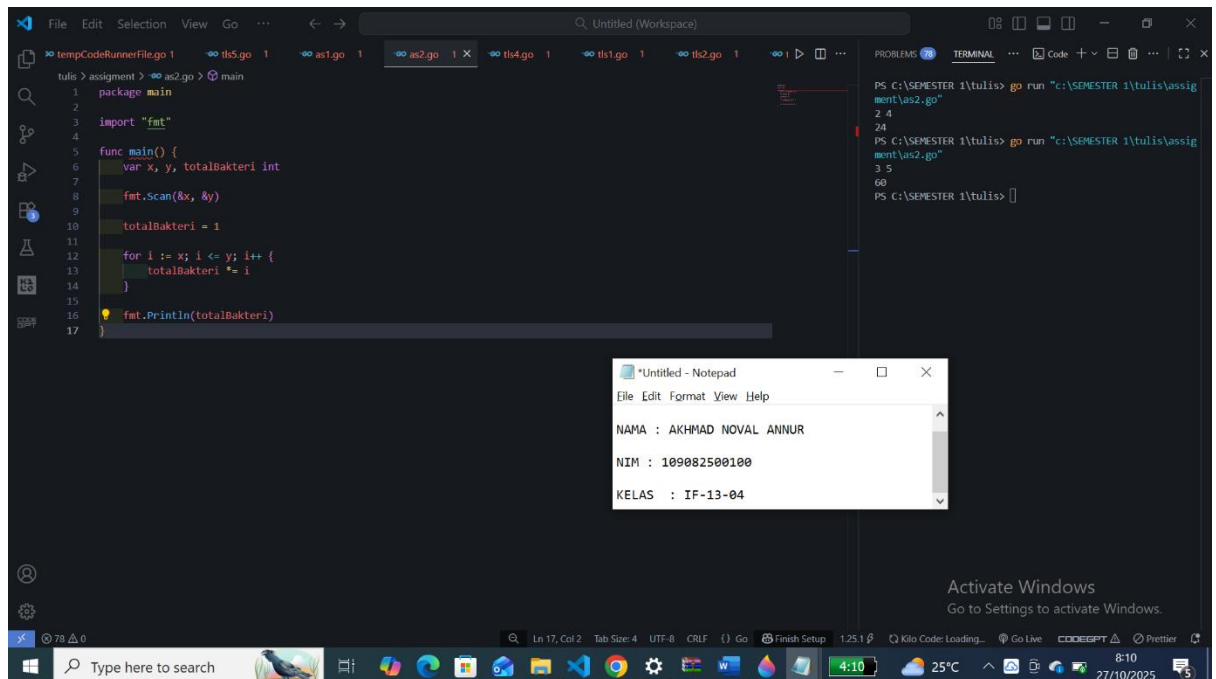 File Edit Selection View Go ··· Untitled (Workspace)
tempCodeRunnerFile.go 1 tls5.go 1 as1.go 1 as2.go 1 tls4.go 1 tls1.go 1 tls2.go 1
tulis > assigment > as2.go > main
1 package main
2
3 import "fmt"
4
5 func main() {
6 var x, y, totalBakteri int
7
8 fmt.Scan(&x, &y)
9
10 totalBakteri = 1
11
12 for i := x; i <= y; i++ {
13 totalBakteri *= i
14 }
15
16 fmt.Println(totalBakteri)
17 }
PROBLEMS 78 TERMINAL ··· Code
PS C:\SEMESTER 1\tulis> go run "c:\SEMESTER 1\tulis\assig
ment\as2.go"
2 4
24
PS C:\SEMESTER 1\tulis> go run "c:\SEMESTER 1\tulis\assig
ment\as2.go"
3 5
60
PS C:\SEMESTER 1\tulis>
3
*Untitled - Notepad
File Edit Format View Help
NAMA : AKHMAD NOVAL ANNUR
NIM : 109082500100
KELAS : IF-13-04
Activate Windows
Go to Settings to activate Windows.
78 0 Ln 17, Col 2 Tab Size: 4 UTF-8 CRLF {} Go Finish Setup 1.25.1 Kilo Code: Loading... Go Live CODEGPT Prettier
Type here to search 4:10 25°C 8:10
27/10/2025 5